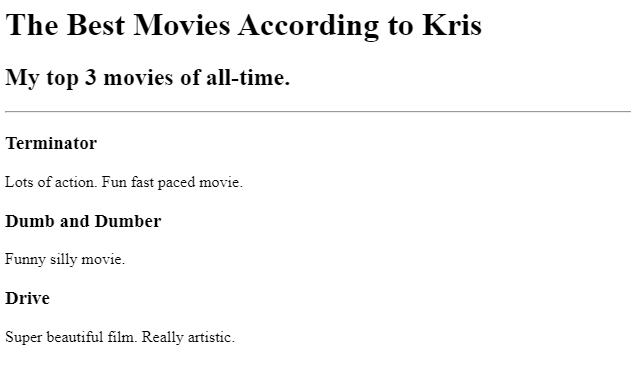 The Best Movies According to Kris
My top 3 movies of all-time.
Terminator
Lots of action. Fun fast paced movie.
Dumb and Dumber
Funny silly movie.
Drive
Super beautiful film. Really artistic.